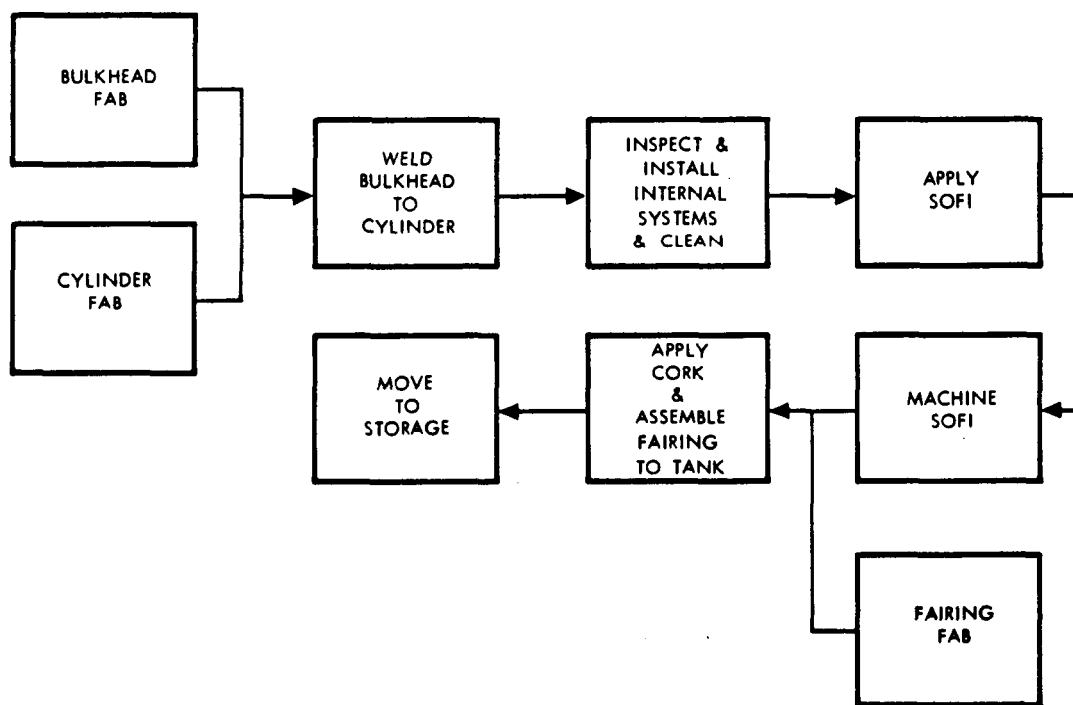 BULKHEAD
FAB
CYLINDER
FAB
WELD
BULKHEAD
TO
CYLINDER
INSPECT &
INSTALL
INTERNAL
SYSTEMS
& CLEAN
APPLY
SOFI
MACHINE
SOFI
FAIRING
FAB
APPLY
CORK
&
ASSEMBLE
FAIRING
TO TANK
MOVE
TO
STORAGE